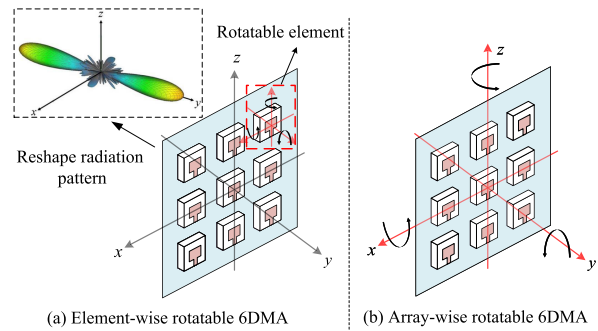 Rotatable element
z
x
y
Reshape radiation
pattern
z
x
y
z
x
y
(a) Element-wise rotatable 6DMA
(b) Array-wise rotatable 6DMA